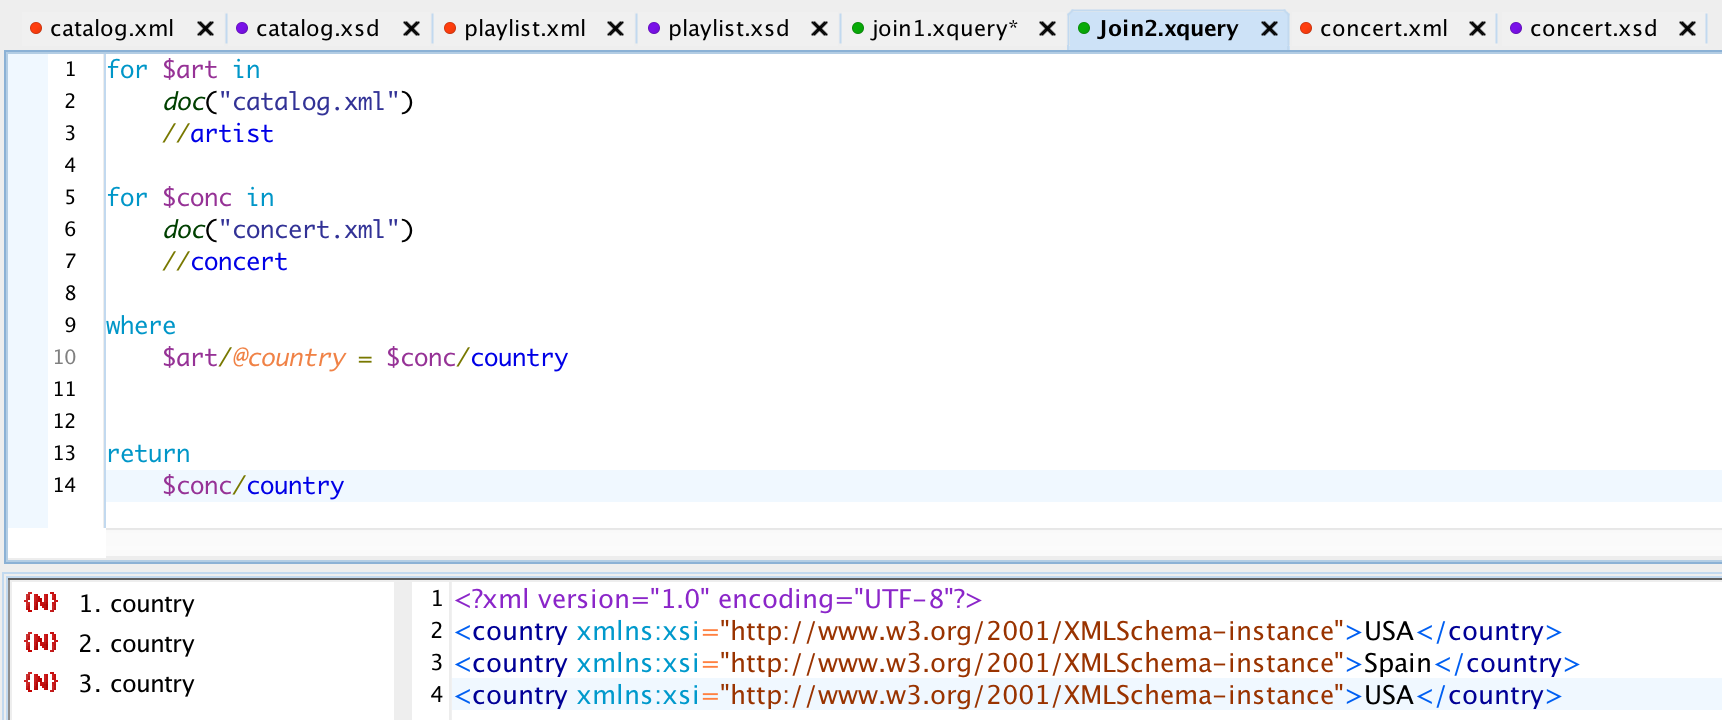 catalog.xml catalog.xsd playlist.xml playlist.xsd join1.xquery* Join2.xquery concert.xml concert.xsd
1 for $art in
2 doc("catalog.xml")
3 //artist
4
5 for $conc in
6 doc("concert.xml")
7 //concert
8
9 where
10 $art/@country = $conc/country
11
12
13 return
14 $conc/country
{N} 1. country
{N} 2. country
{N} 3. country
1 <?xml version="1.0" encoding="UTF-8"?>
2 <country xmlns:xsi="http://www.w3.org/2001/XMLSchema-instance">USA</country>
3 <country xmlns:xsi="http://www.w3.org/2001/XMLSchema-instance">Spain</country>
4 <country xmlns:xsi="http://www.w3.org/2001/XMLSchema-instance">USA</country>